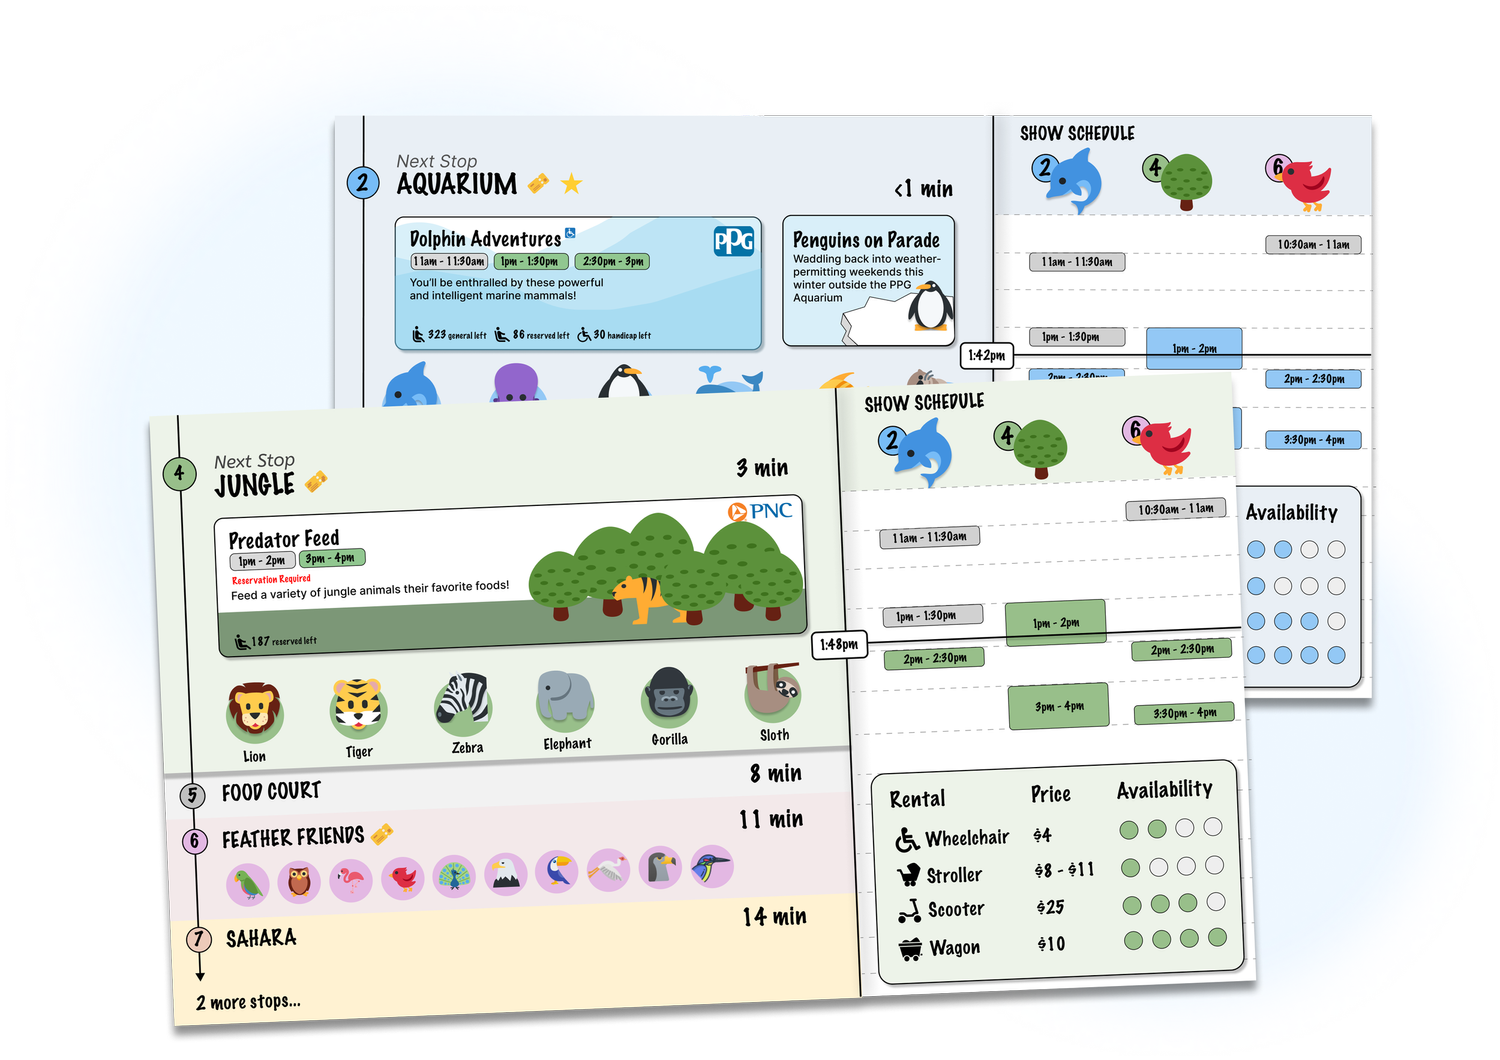 2
Next Stop
AQUARIUM
<1 min
Dolphin Adventures
PPG
11am - 11:30am
1pm - 1:30pm
2:30pm - 3pm
You'll be enthralled by these powerful
and intelligent marine mammals!
323 general left
86 reserved left
30 handicap left
Penguins on Parade
Waddling back into weather-
permitting weekends this
winter outside the PPG
Aquarium
SHOW SCHEDULE
2
4
6
10:30am - 11am
11am - 11:30am
1pm - 1:30pm
1pm - 2pm
1:42pm
2pm - 2:30pm
2pm - 2:30pm
3:30pm - 4pm
Availability
4
Next Stop
JUNGLE
3 min
Predator Feed
PNC
1pm - 2pm
3pm - 4pm
Reservation Required
Feed a variety of jungle animals their favorite foods!
187 reserved left
Lion
Tiger
Zebra
Elephant
Gorilla
Sloth
5
FOOD COURT
8 min
6
FEATHER FRIENDS
11 min
7
SAHARA
14 min
2 more stops...
SHOW SCHEDULE
2
4
6
10:30am - 11am
11am - 11:30am
1pm - 1:30pm
1pm - 2pm
1:48pm
2pm - 2:30pm
2pm - 2:30pm
3pm - 4pm
3:30pm - 4pm
Rental
Price
Availability
Wheelchair
$4
Stroller
$8 - $11
Scooter
$25
Wagon
$10